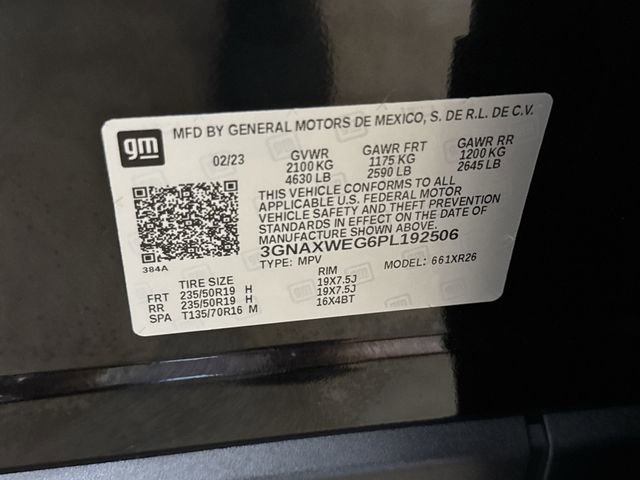 gm MFD BY GENERAL MOTORS DE MEXICO, S. DE R.L. DE C.V.
02/23 GVWR GAWR FRT GAWR RR
2100 KG 1175 KG 1200 KG
4630 LB 2590 LB 2645 LB
THIS VEHICLE CONFORMS TO ALL
APPLICABLE U.S. FEDERAL MOTOR
VEHICLE SAFETY AND THEFT PREVENTION
STANDARDS IN EFFECT ON THE DATE OF
MANUFACTURE SHOWN ABOVE.
3GNAXWEG6PL192506
384A TYPE: MPV MODEL: 661XR26
TIRE SIZE RIM
FRT 235/50R19 H 19X7.5J
RR 235/50R19 H 19X7.5J
SPA T135/70R16 M 16X4BT